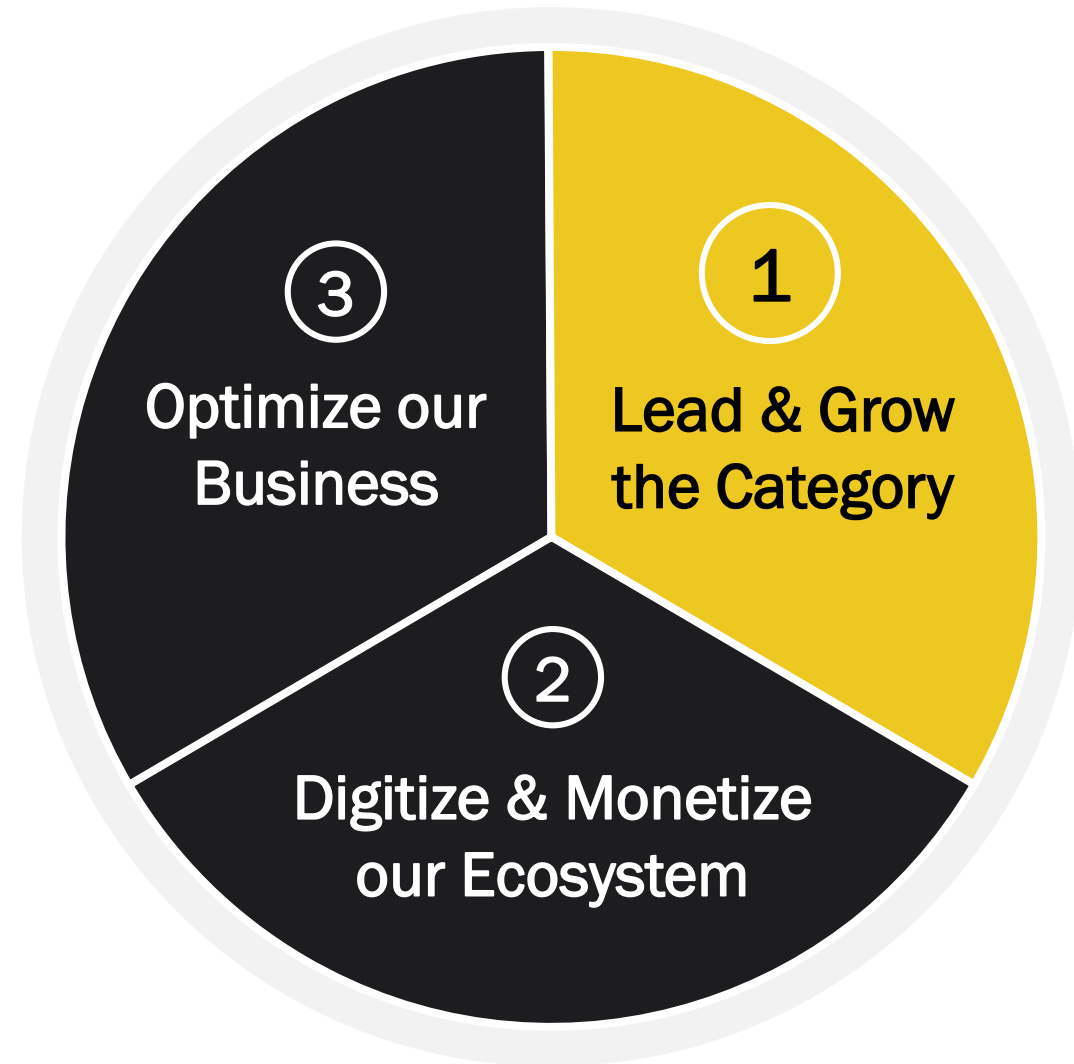 1
Lead & Grow
the Category
2
Digitize & Monetize
our Ecosystem
3
Optimize our
Business